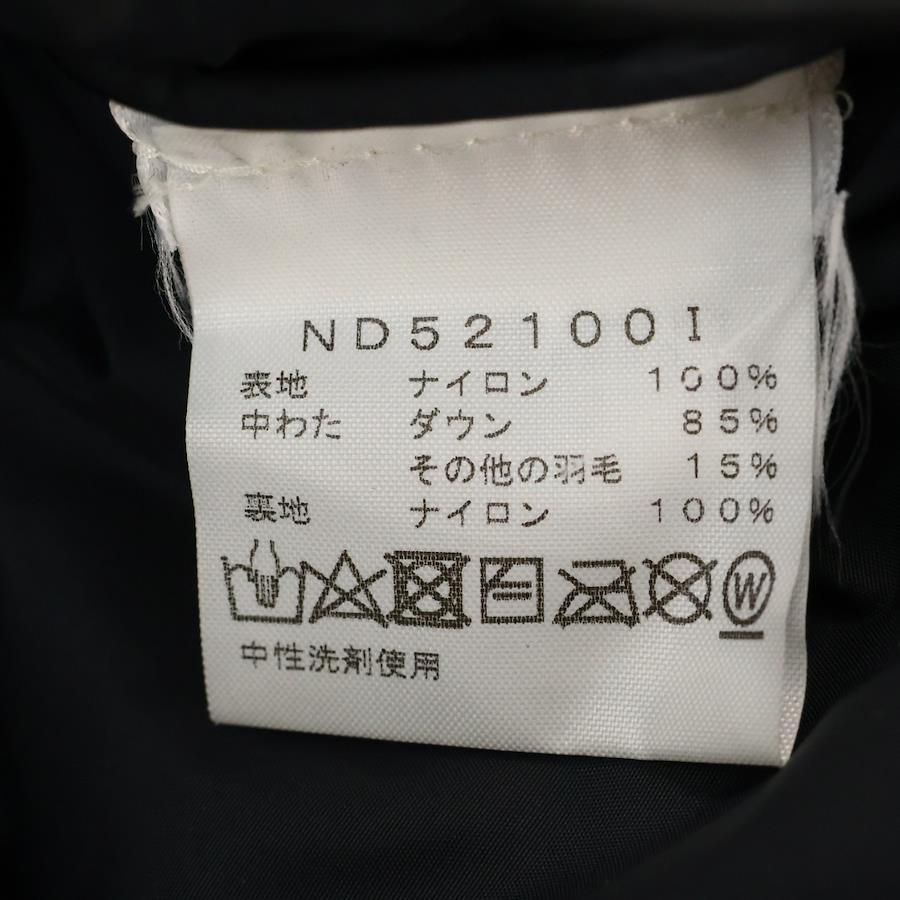 ND52100I
表地 ナイロン 100%
中わた ダウン 85%
その他の羽毛 15%
裏地 ナイロン 100%
W
中性洗剤使用